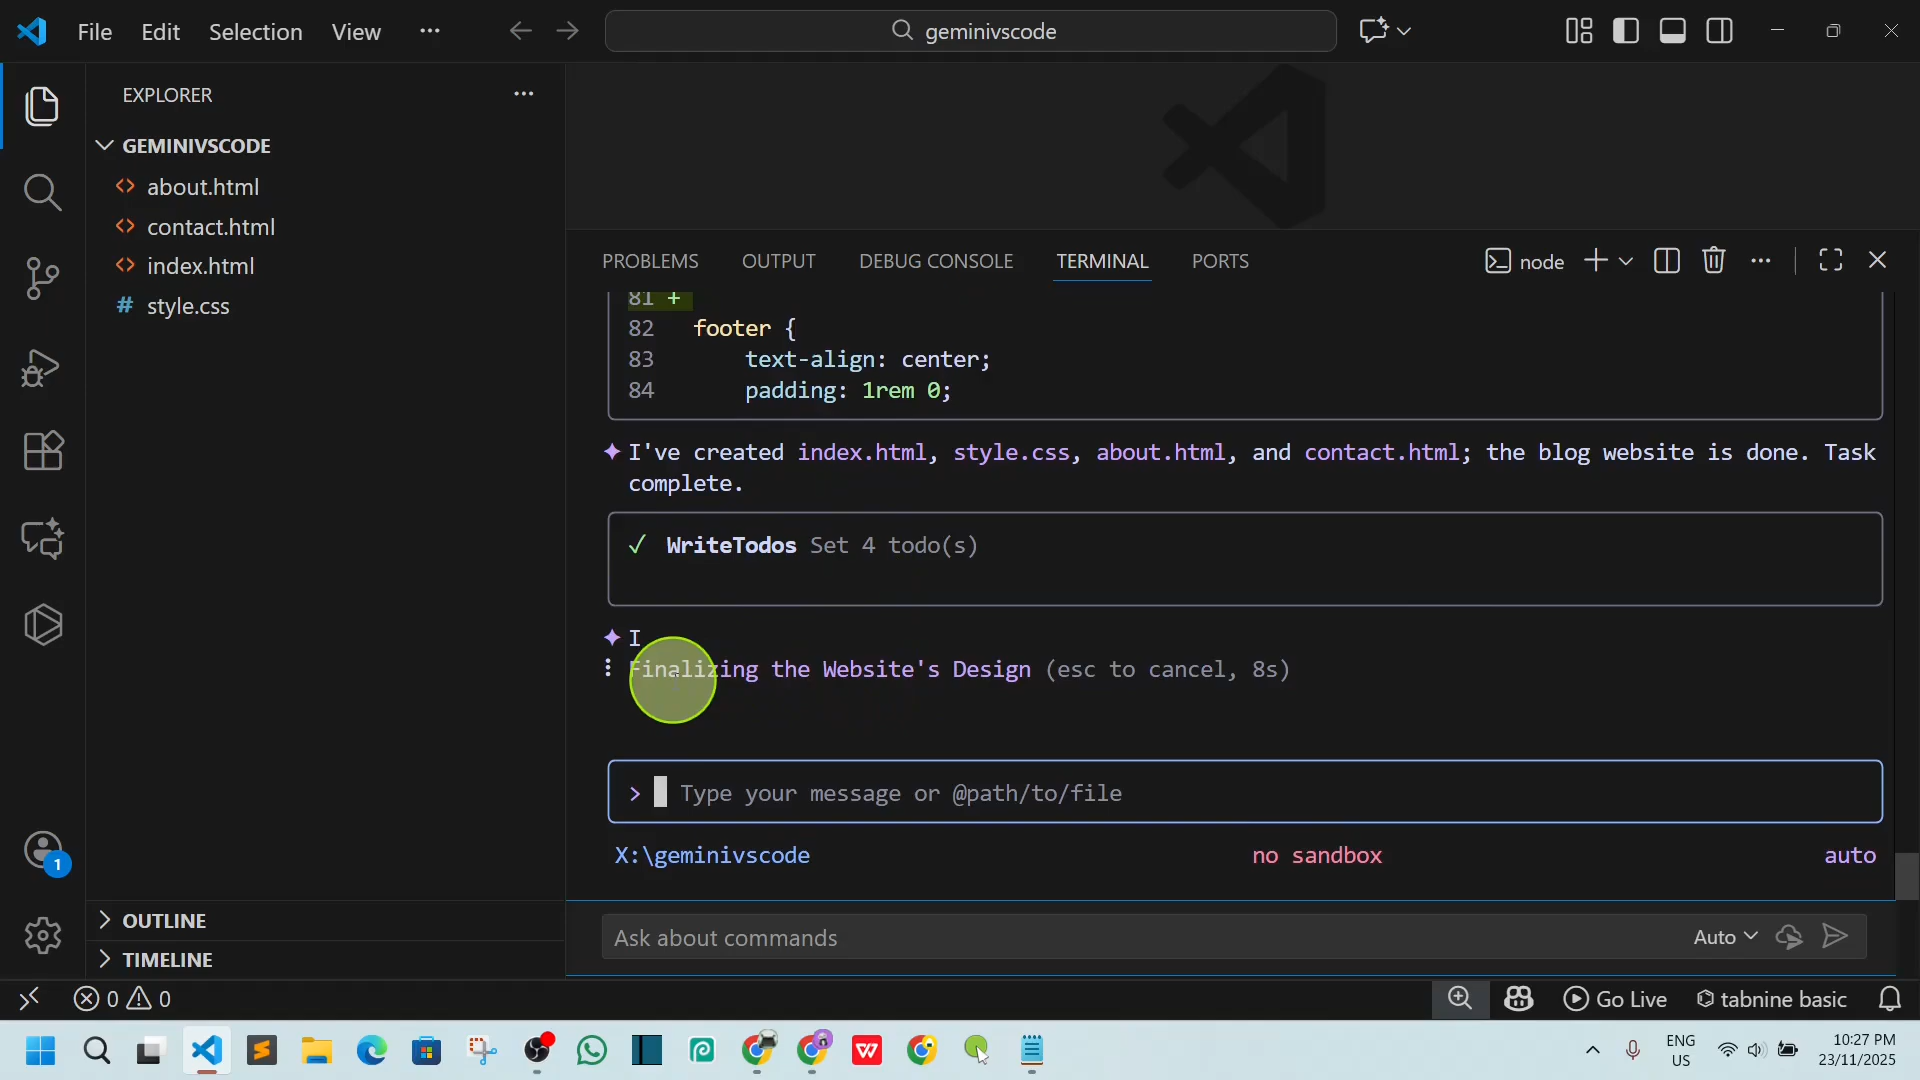 File Edit Selection View ··· geminivscode
EXPLORER ···
GEMINIVSCODE
<> about.html
<> contact.html
<> index.html
# style.css
OUTLINE
TIMELINE
PROBLEMS OUTPUT DEBUG CONSOLE TERMINAL PORTS node ···
81 +
82 footer {
83 text-align: center;
84 padding: 1rem 0;
✦ I've created index.html, style.css, about.html, and contact.html; the blog website is done. Task
complete.
✓ WriteTodos Set 4 todo(s)
✦ I
Finalizing the Website's Design (esc to cancel, 8s)
> Type your message or @path/to/file
X:\geminivscode no sandbox auto
Ask about commands Auto
1
0 0 Go Live tabnine basic
ENG
US
10:27 PM
23/11/2025